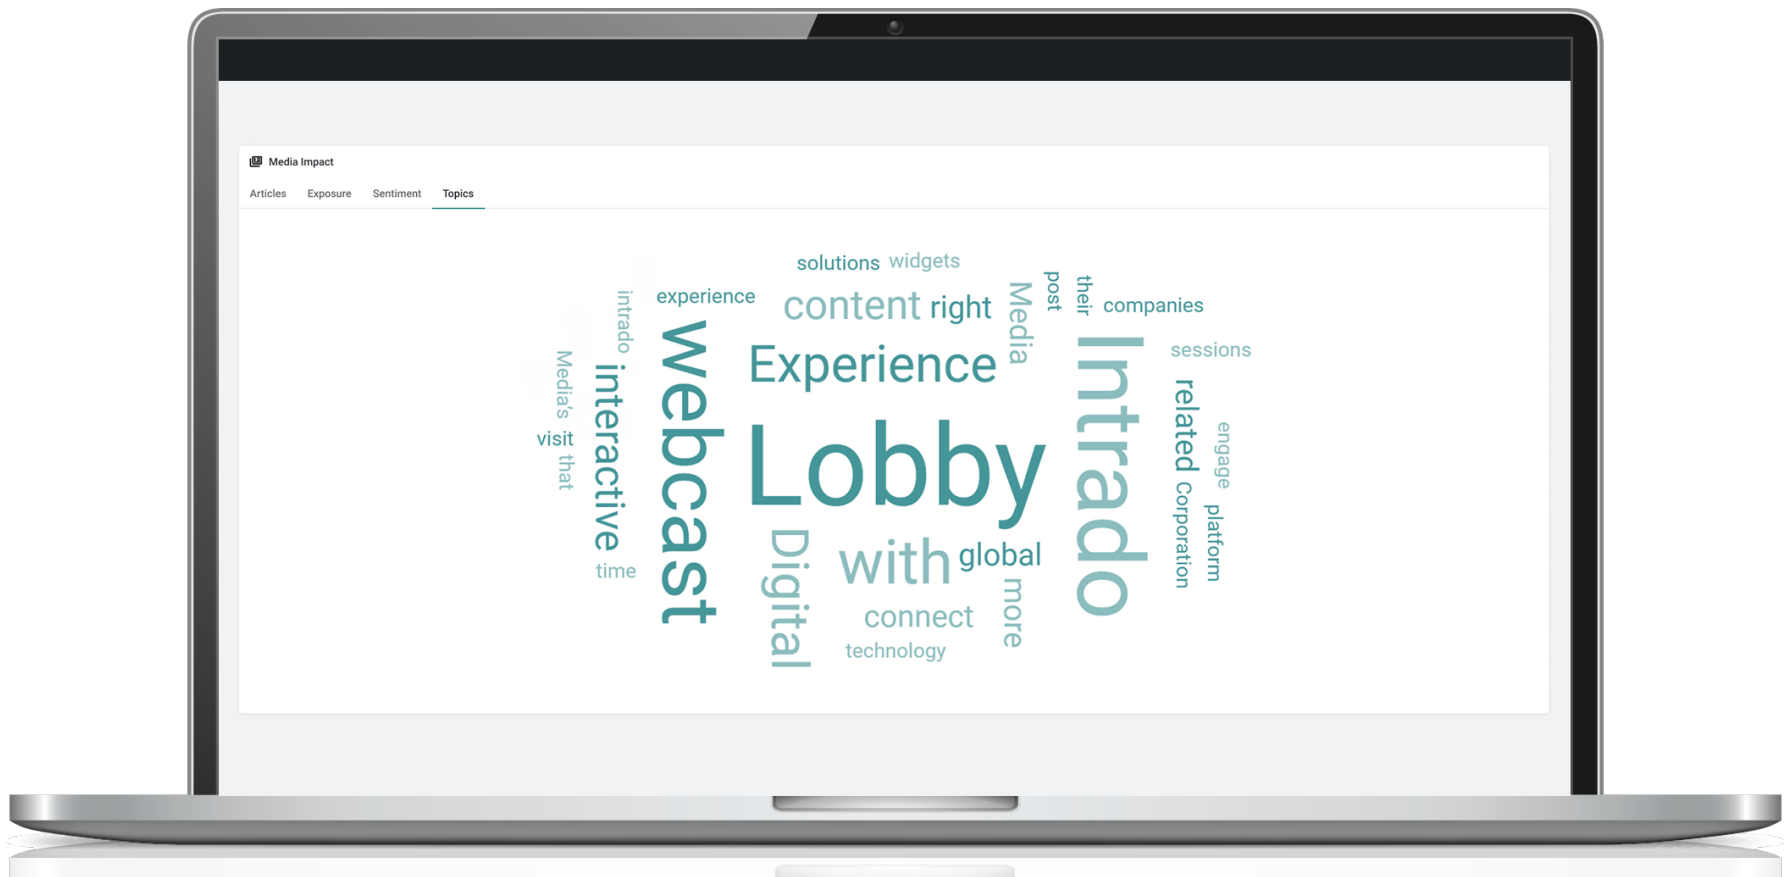 Media Impact
Articles Exposure Sentiment Topics
solutions widgets
experience
content right
intrado
Media
post
their
companies
Experience
sessions
Media's
interactive
webcast
Intrado
related
visit
that
Lobby
engage
Corporation
platform
time
Digital
with global
more
connect
technology